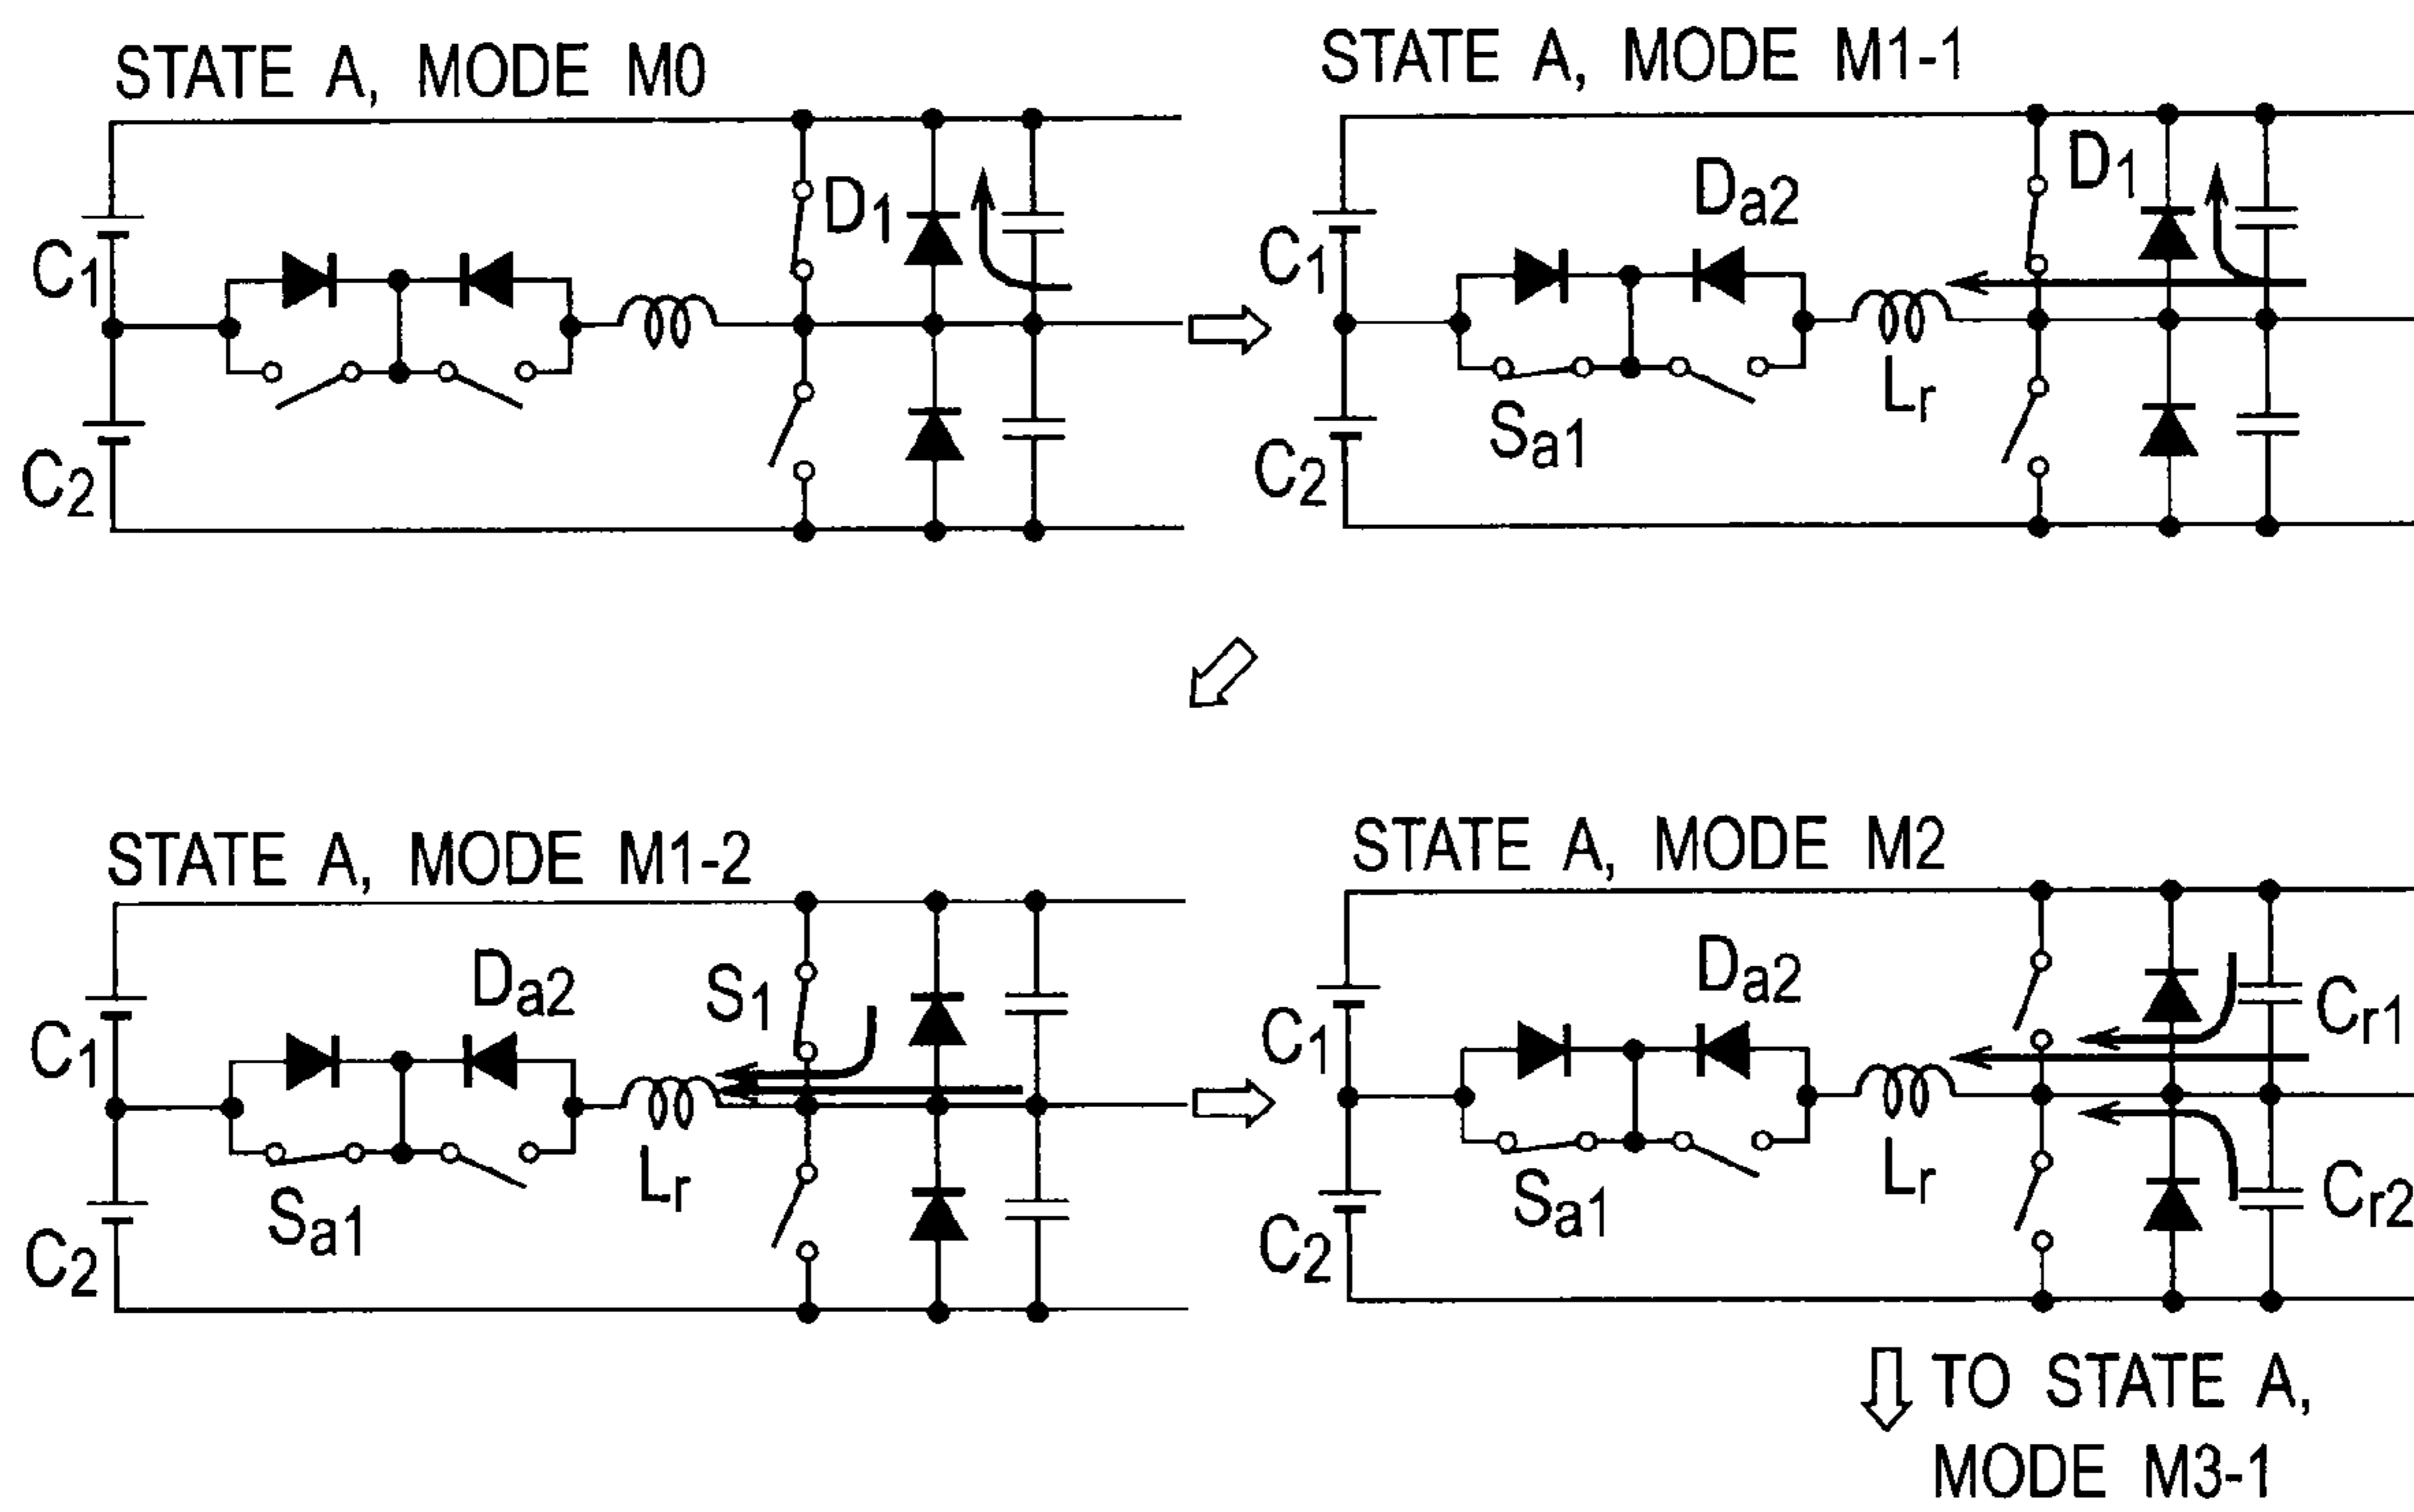 STATE A, MODE M0
D1
C1
C2
STATE A, MODE M1-1
D1
Da2
C1
Lr
Sa1
C2
STATE A, MODE M1-2
Da2
S1
C1
Lr
Sa1
C2
STATE A, MODE M2
Da2
Cr1
C1
Lr
Sa1
Cr2
C2
TO STATE A,
MODE M3-1